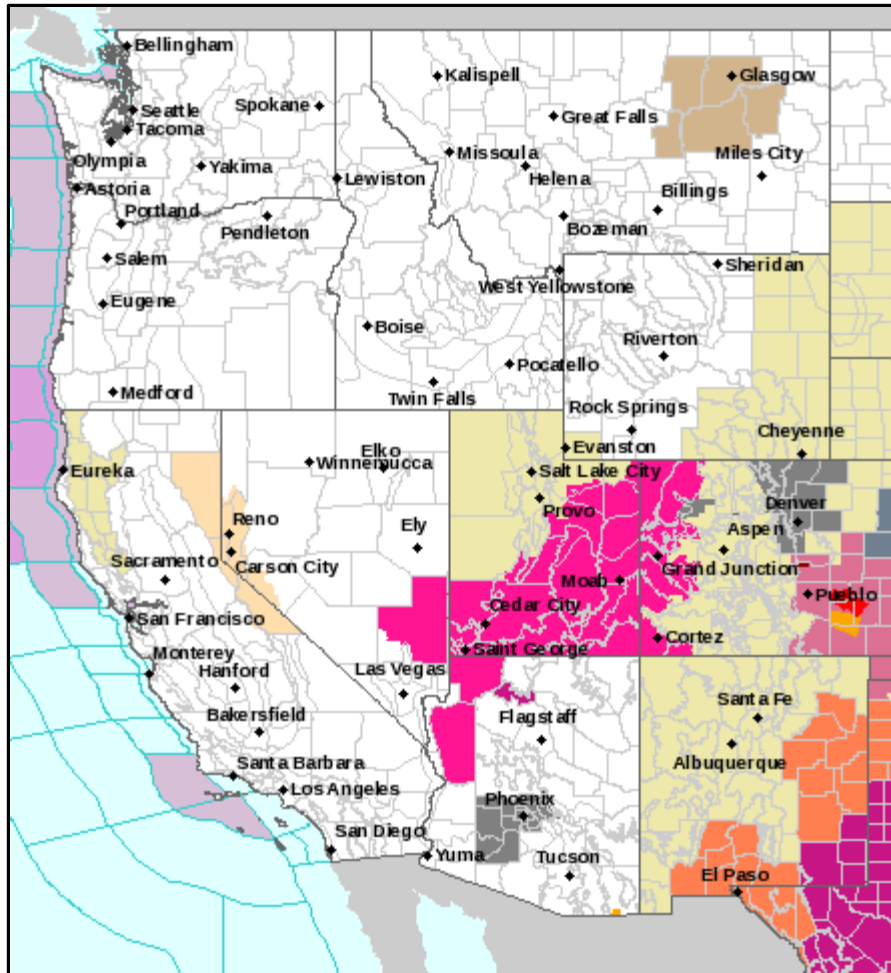 Bellingham
Kalispell
Glasgow
Seattle
Spokane
Great Falls
Tacoma
Olympia
Missoula
Miles City
Yakima
Helena
Lewiston
Astoria
Billings
Portland
Pendleton
Bozeman
Salem
Sheridan
West Yellowstone
Eugene
Boise
Riverton
Pocatello
Medford
Twin Falls
Rock Springs
Cheyenne
Elko
Evanston
Eureka
Winnemucca
Salt Lake City
Provo
Denver
Reno
Ely
Aspen
Sacramento
Carson City
Grand Junction
Moab
Pueblo
San Francisco
Cedar City
Cortez
Monterey
Saint George
Hanford
Las Vegas
Santa Fe
Bakersfield
Flagstaff
Albuquerque
Santa Barbara
Los Angeles
Phoenix
San Diego
Yuma
Tucson
El Paso